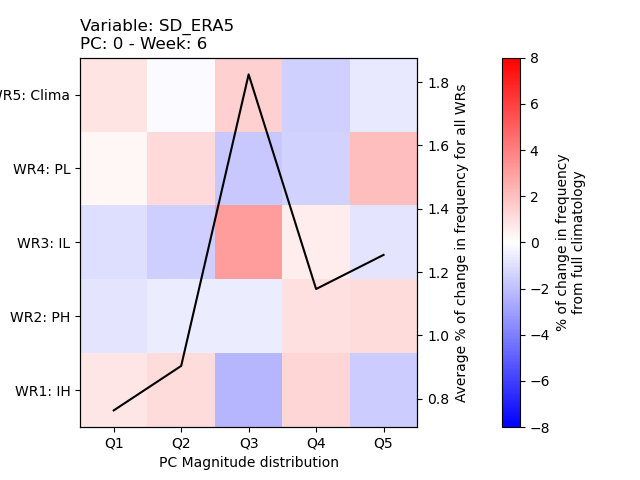 Variable: SD_ERA5
PC: 0 - Week: 6
WR5: Clima
WR4: PL
WR3: IL
WR2: PH
WR1: IH
Q1 Q2 Q3 Q4 Q5
PC Magnitude distribution
1.8
1.6
1.4
1.2
1.0
0.8
Average % of change in frequency for all WRs
8
6
4
2
0
−2
−4
−6
−8
% of change in frequency
from full climatology